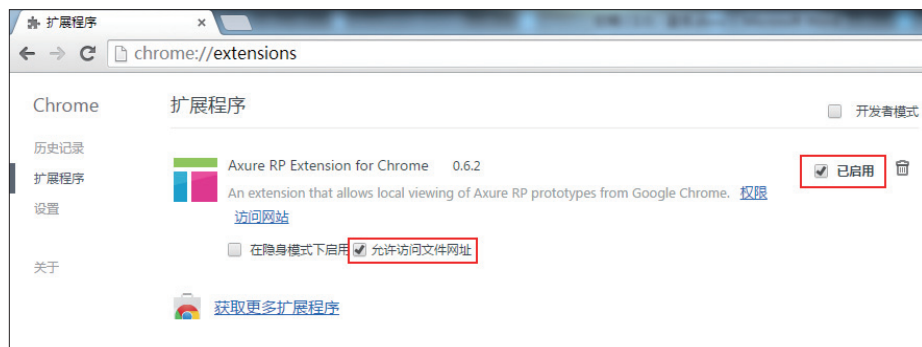 扩展程序
chrome://extensions
Chrome
扩展程序
开发者模式
历史记录
扩展程序
设置
关于
Axure RP Extension for Chrome 0.6.2
已启用
An extension that allows local viewing of Axure RP prototypes from Google Chrome. 权限
访问网站
在隐身模式下启用 允许访问文件网址
获取更多扩展程序